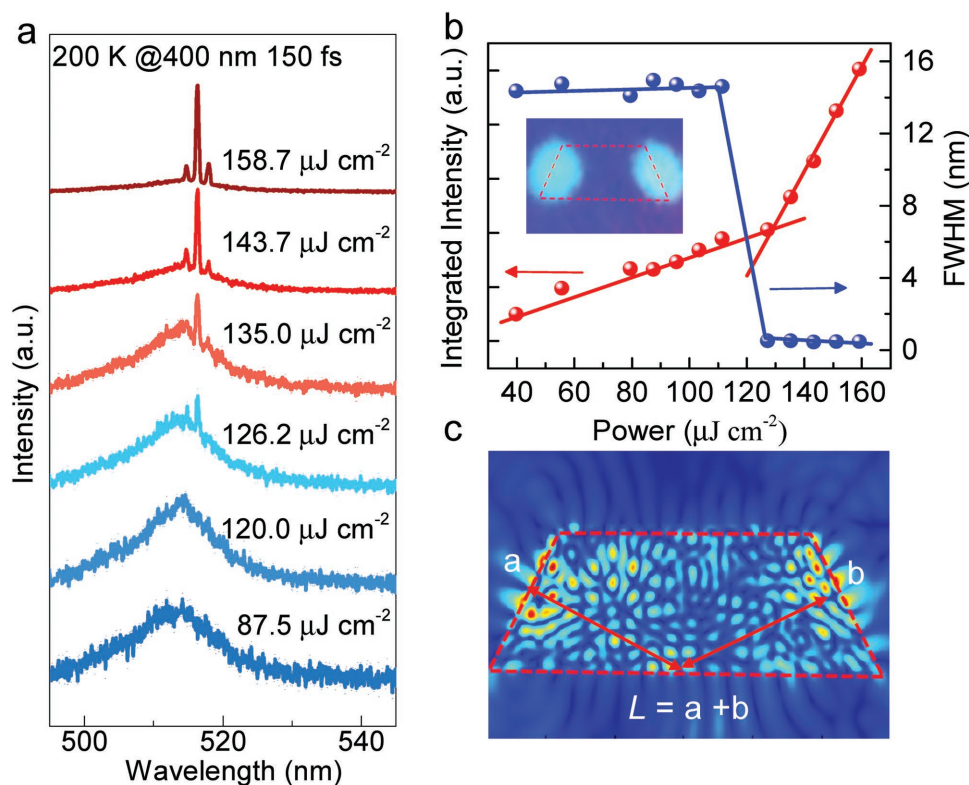 a
200 K @400 nm 150 fs
158.7 μJ cm-2
143.7 μJ cm-2
135.0 μJ cm-2
126.2 μJ cm-2
120.0 μJ cm-2
87.5 μJ cm-2
Intensity (a.u.)
500 520 540
Wavelength (nm)
b
Integrated Intensity (a.u.)
16
12
8
4
0
FWHM (nm)
40 60 80 100 120 140 160
Power (μJ cm-2)
c
a
b
L = a +b